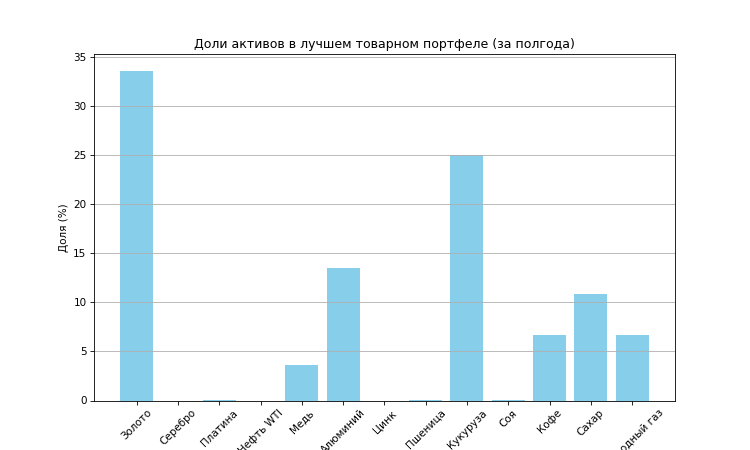 Доли активов в лучшем товарном портфеле (за полгода)
Доля (%)
35
30
25
20
15
10
5
0
Золото
Серебро
Платина
Нефть WTI
Медь
Алюминий
Цинк
Пшеница
Кукуруза
Соя
Кофе
Сахар
газ